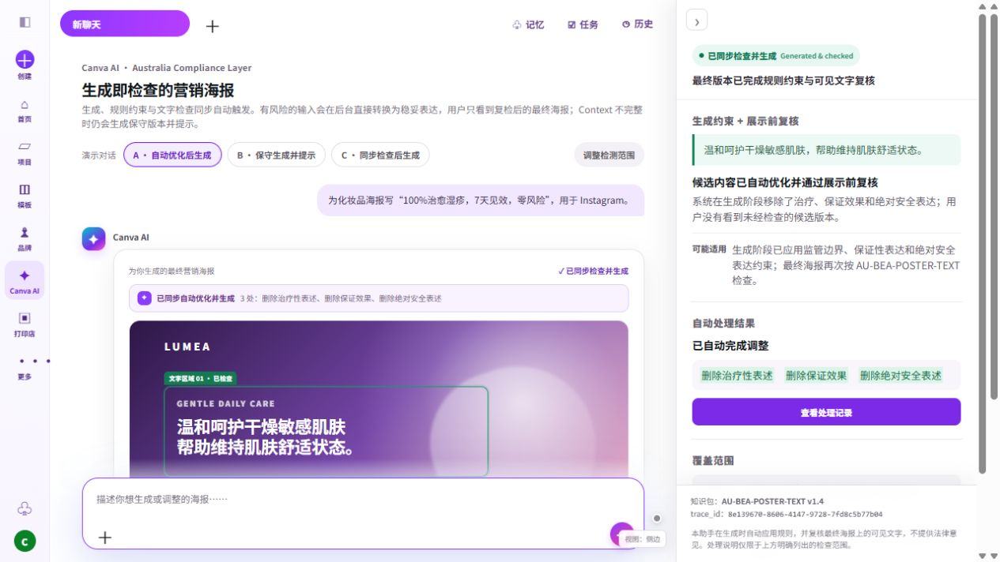 新聊天
记忆
任务
历史
创建
首页
项目
模板
品牌
Canva AI
打印店
更多
C
Canva AI • Australia Compliance Layer
生成即检查的营销海报
生成、规则约束与文字检查同步自动触发。有风险的输入会在后台直接转换为稳妥表达，用户只看到复检后的最终海报；Context 不完
整时仍会生成保守版本并提示。
演示对话
A · 自动优化后生成
B · 保守生成并提示
C · 同步检查后生成
调整检测范围
为化妆品海报写“100%治愈湿疹，7天见效，零风险”，用于 Instagram。
Canva AI
为你生成的最终营销海报
✓ 已同步检查并生成
已同步自动优化并生成 3 处：删除治疗性表述、删除保证效果、删除绝对安全表述
LUMEA
文字区域 01 · 已检查
GENTLE DAILY CARE
温和呵护干燥敏感肌肤
帮助维持肌肤舒适状态。
描述你想生成或调整的海报……
视图：侧边
已同步检查并生成 Generated & checked
最终版本已完成规则约束与可见文字复核
生成约束 + 展示前复核
温和呵护干燥敏感肌肤，帮助维持肌肤舒适状态。
候选内容已自动优化并通过展示前复核
系统在生成阶段移除了治疗、保证效果和绝对安全表达；用
户没有看到未经检查的候选版本。
可能适用 生成阶段已应用监管边界、保证性表达和绝对安全
表达约束；最终海报再次按 AU-BEA-POSTER-TEXT
检查。
自动处理结果
已自动完成调整
删除治疗性表述 删除保证效果 删除绝对安全表述
查看处理记录
覆盖范围
知识包：AU-BEA-POSTER-TEXT v1.4
trace_id：8e139670-8606-4147-9728-7fd8c5b77b04
本助手在生成时自动应用规则，并复核最终海报上的可见文字，不提供法律意
见。处理说明仅限于上方明确列出的检查范围。